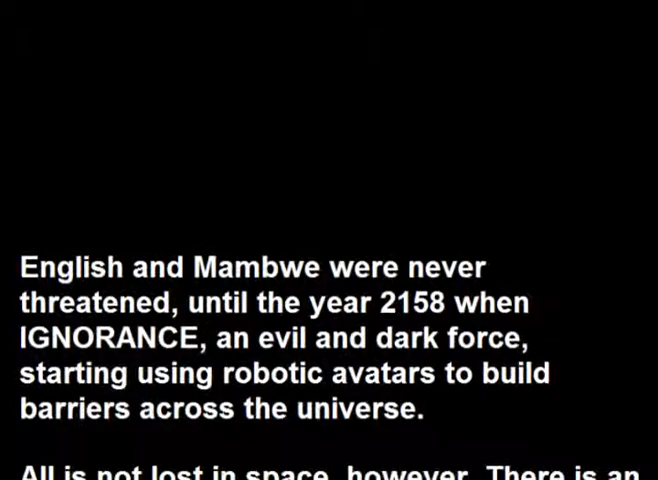 English and Mambwe were never
threatened, until the year 2158 when
IGNORANCE, an evil and dark force,
starting using robotic avatars to build
barriers across the universe.
All is not lost in space, however. There is an